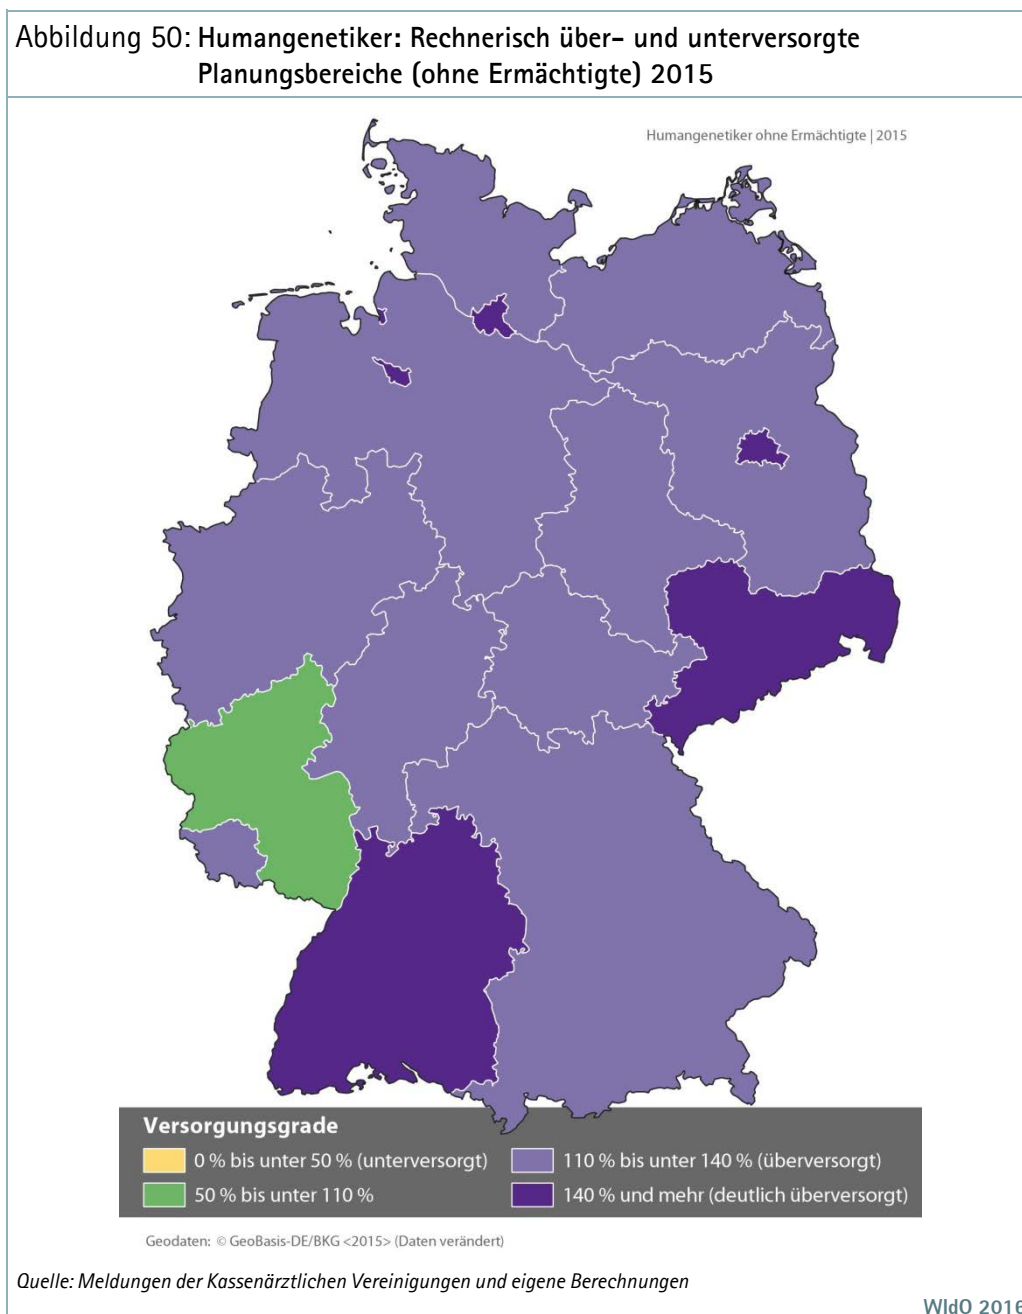 Abbildung 50: Humangenetiker: Rechnerisch über- und unterversorgte
Planungsbereiche (ohne Ermächtigte) 2015
Humangenetiker ohne Ermächtigte | 2015
Versorgungsgrade
0 % bis unter 50 % (unterversorgt)
50 % bis unter 110 %
110 % bis unter 140 % (überversorgt)
140 % und mehr (deutlich überversorgt)
Geodaten: © GeoBasis-DE/BKG <2015> (Daten verändert)
Quelle: Meldungen der Kassenärztlichen Vereinigungen und eigene Berechnungen
WIdO 2016